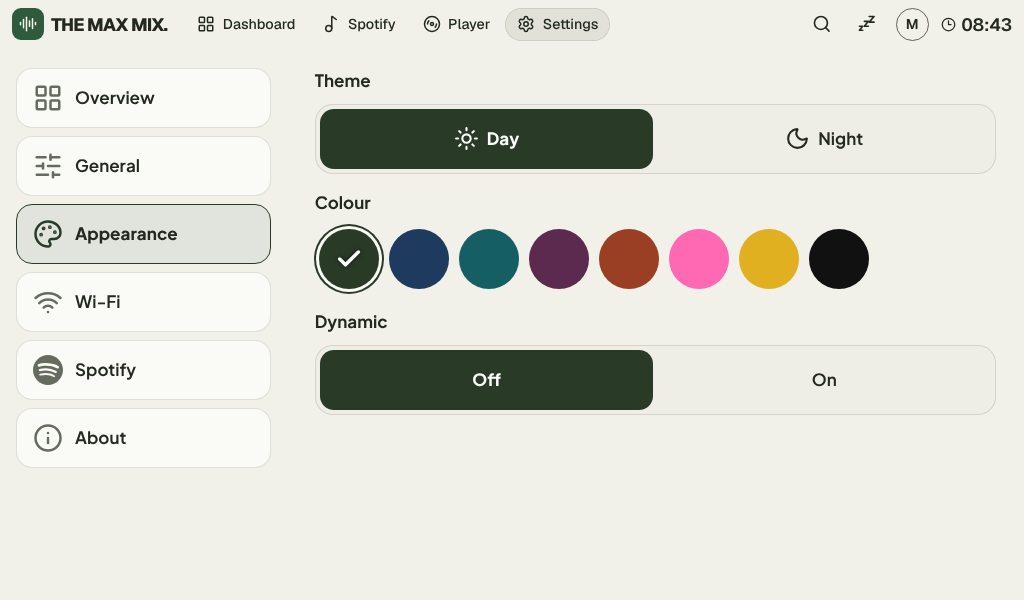 THE MAX MIX.
Dashboard
Spotify
Player
Settings
zzz
M
08:43
Overview
General
Appearance
Wi-Fi
Spotify
About
Theme
Day
Night
Colour
Dynamic
Off
On